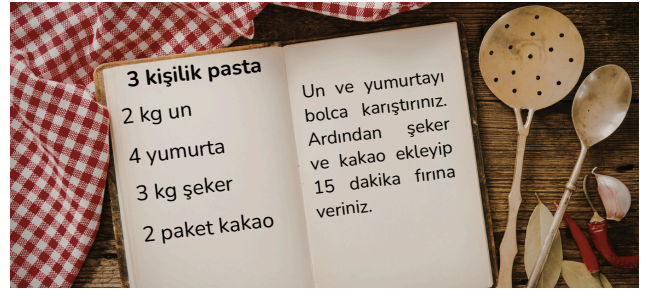 3 kişilik pasta
2 kg un
4 yumurta
3 kg şeker
2 paket kakao
Un ve yumurtayı
bolca karıştırınız.
Ardından şeker
ve kakao ekleyip
15 dakika fırına
veriniz.